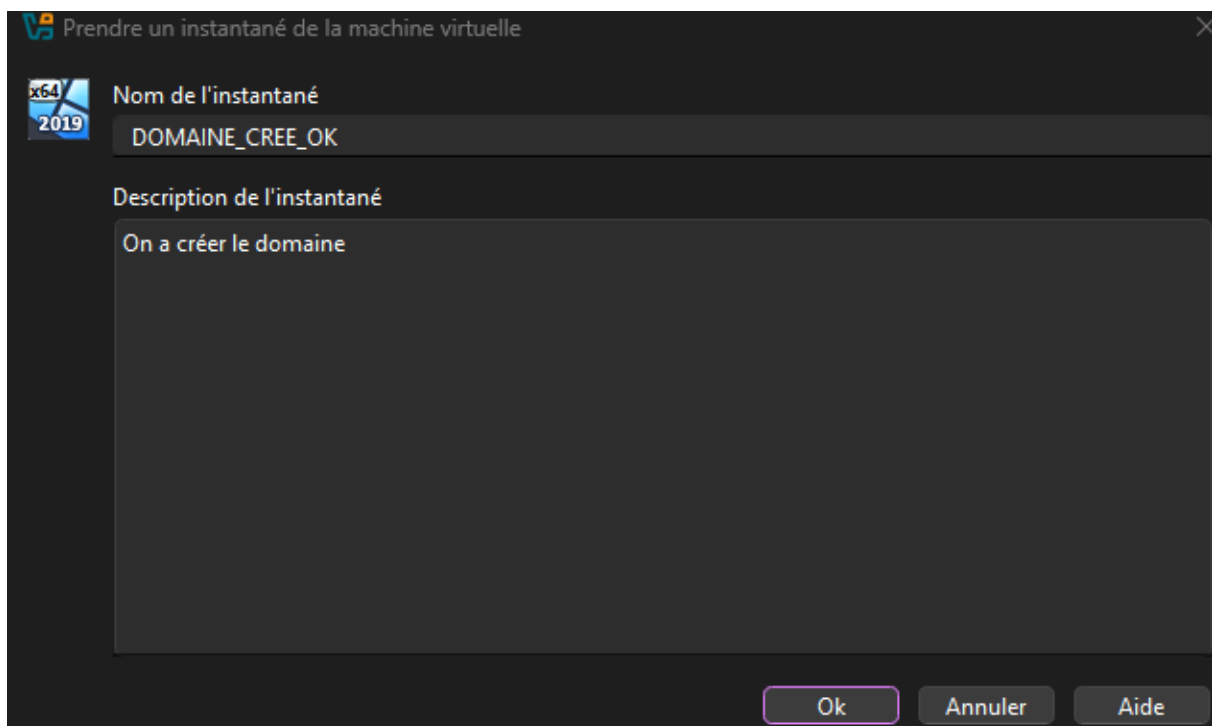 Prendre un instantané de la machine virtuelle
x64
2019
Nom de l'instantané
DOMAINE_CREE_OK
Description de l'instantané
On a créer le domaine
Ok Annuler Aide